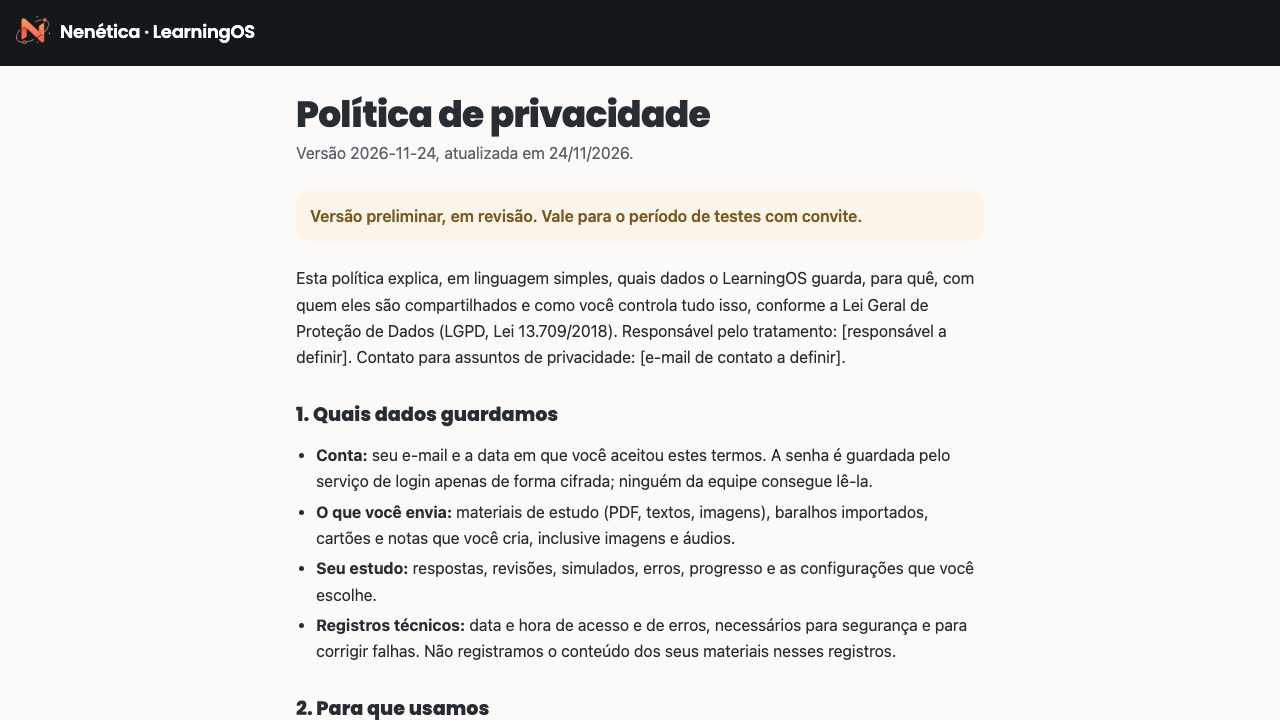 Nenética · LearningOS
Política de privacidade
Versão 2026-11-24, atualizada em 24/11/2026.
Versão preliminar, em revisão. Vale para o período de testes com convite.
Esta política explica, em linguagem simples, quais dados o LearningOS guarda, para quê, com
quem eles são compartilhados e como você controla tudo isso, conforme a Lei Geral de
Proteção de Dados (LGPD, Lei 13.709/2018). Responsável pelo tratamento: [responsável a
definir]. Contato para assuntos de privacidade: [e-mail de contato a definir].
1. Quais dados guardamos
• Conta: seu e-mail e a data em que você aceitou estes termos. A senha é guardada pelo
serviço de login apenas de forma cifrada; ninguém da equipe consegue lê-la.
• O que você envia: materiais de estudo (PDF, textos, imagens), baralhos importados,
cartões e notas que você cria, inclusive imagens e áudios.
• Seu estudo: respostas, revisões, simulados, erros, progresso e as configurações que você
escolhe.
• Registros técnicos: data e hora de acesso e de erros, necessários para segurança e para
corrigir falhas. Não registramos o conteúdo dos seus materiais nesses registros.
2. Para que usamos